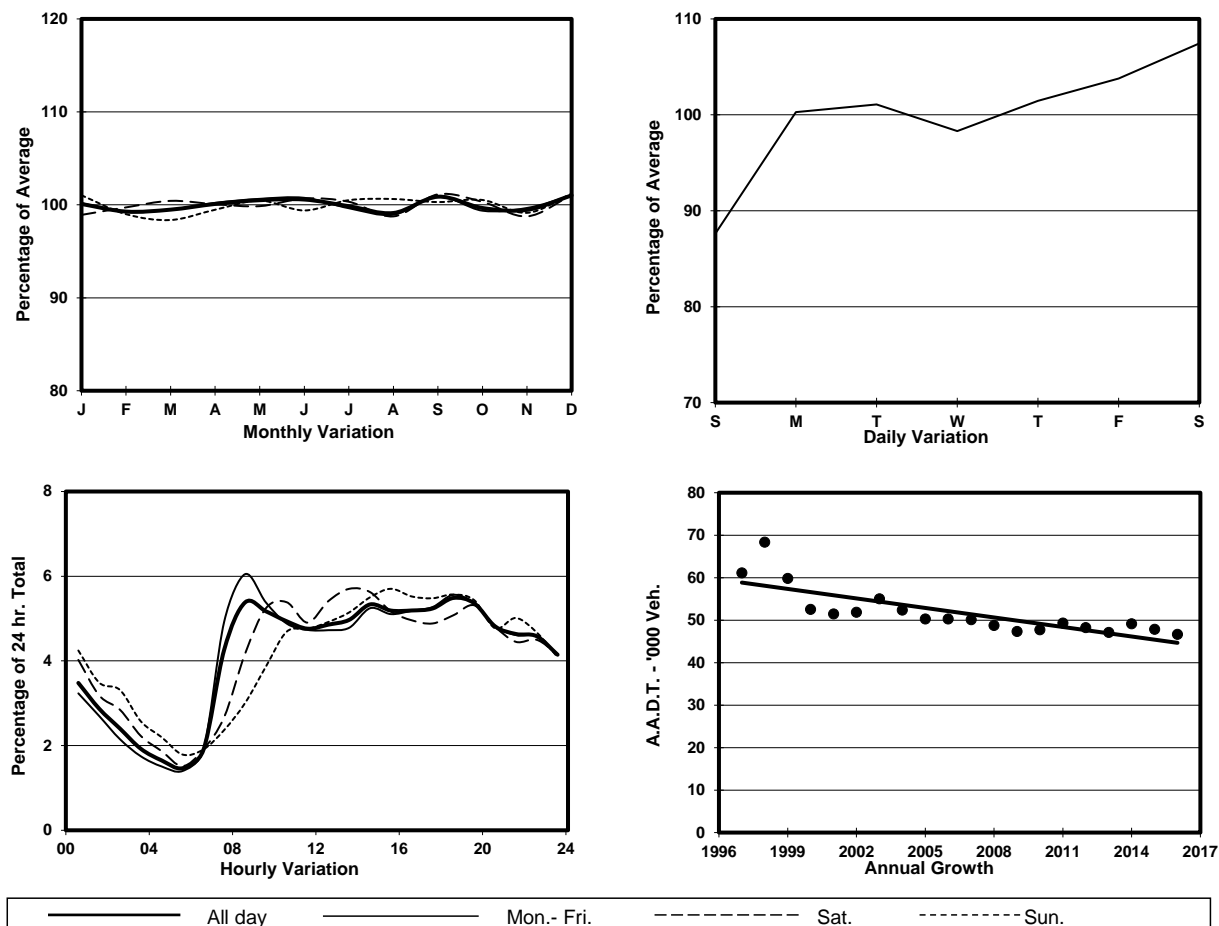 120
110
100
90
80
Percentage of Average
J F M A M J J A S O N D
Monthly Variation
110
100
90
80
70
Percentage of Average
S M T W T F S
Daily Variation
8
6
4
2
0
Percentage of 24 hr. Total
00 04 08 12 16 20 24
Hourly Variation
80
70
60
50
40
30
20
10
0
A.A.D.T. - '000 Veh.
1996 1999 2002 2005 2008 2011 2014 2017
Annual Growth
All day Mon.- Fri. Sat. Sun.